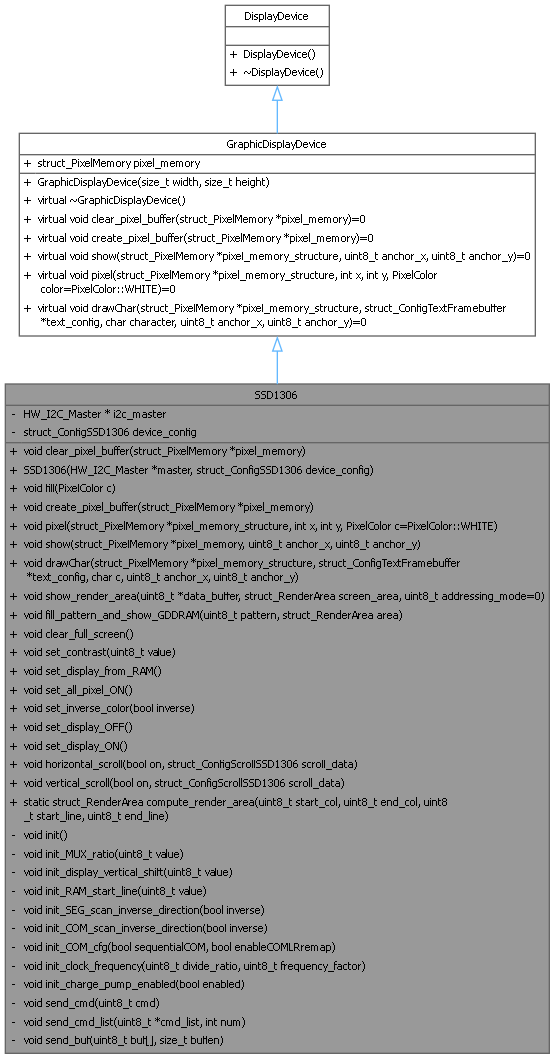 DisplayDevice
+ DisplayDevice()
+ ~DisplayDevice()
GraphicDisplayDevice
+ struct_PixelMemory pixel_memory
+ GraphicDisplayDevice(size_t width, size_t height)
+ virtual ~GraphicDisplayDevice()
+ virtual void clear_pixel_buffer(struct_PixelMemory *pixel_memory)=0
+ virtual void create_pixel_buffer(struct_PixelMemory *pixel_memory)=0
+ virtual void show(struct_PixelMemory *pixel_memory_structure, uint8_t anchor_x, uint8_t anchor_y)=0
+ virtual void pixel(struct_PixelMemory *pixel_memory_structure, int x, int y, PixelColor
color=PixelColor::WHITE)=0
+ virtual void drawChar(struct_PixelMemory *pixel_memory_structure, struct_ConfigTextFramebuffer
*text_config, char character, uint8_t anchor_x, uint8_t anchor_y)=0
SSD1306
- HW_I2C_Master * i2c_master
- struct_ConfigSSD1306 device_config
+ void clear_pixel_buffer(struct_PixelMemory *pixel_memory)
+ SSD1306(HW_I2C_Master *master, struct_ConfigSSD1306 device_config)
+ void fill(PixelColor c)
+ void create_pixel_buffer(struct_PixelMemory *pixel_memory)
+ void pixel(struct_PixelMemory *pixel_memory_structure, int x, int y, PixelColor c=PixelColor::WHITE)
+ void show(struct_PixelMemory *pixel_memory, uint8_t anchor_x, uint8_t anchor_y)
+ void drawChar(struct_PixelMemory *pixel_memory_structure, struct_ConfigTextFramebuffer
*text_config, char c, uint8_t anchor_x, uint8_t anchor_y)
+ void show_render_area(uint8_t *data_buffer, struct_RenderArea screen_area, uint8_t addressing_mode=0)
+ void fill_pattern_and_show_GDDRAM(uint8_t pattern, struct_RenderArea area)
+ void clear_full_screen()
+ void set_contrast(uint8_t value)
+ void set_display_from_RAM()
+ void set_all_pixel_ON()
+ void set_inverse_color(bool inverse)
+ void set_display_OFF()
+ void set_display_ON()
+ void horizontal_scroll(bool on, struct_ConfigScrollSSD1306 scroll_data)
+ void vertical_scroll(bool on, struct_ConfigScrollSSD1306 scroll_data)
+ static struct_RenderArea compute_render_area(uint8_t start_col, uint8_t end_col, uint8
_t start_line, uint8_t end_line)
- void init()
- void init_MUX_ratio(uint8_t value)
- void init_display_vertical_shift(uint8_t value)
- void init_RAM_start_line(uint8_t value)
- void init_SEG_scan_inverse_direction(bool inverse)
- void init_COM_scan_inverse_direction(bool inverse)
- void init_COM_cfg(bool sequentialCOM, bool enableCOMLRremap)
- void init_clock_frequency(uint8_t divide_ratio, uint8_t frequency_factor)
- void init_charge_pump_enabled(bool enabled)
- void send_cmd(uint8_t cmd)
- void send_cmd_list(uint8_t *cmd_list, int num)
- void send_buf(uint8_t buf[], size_t buflen)